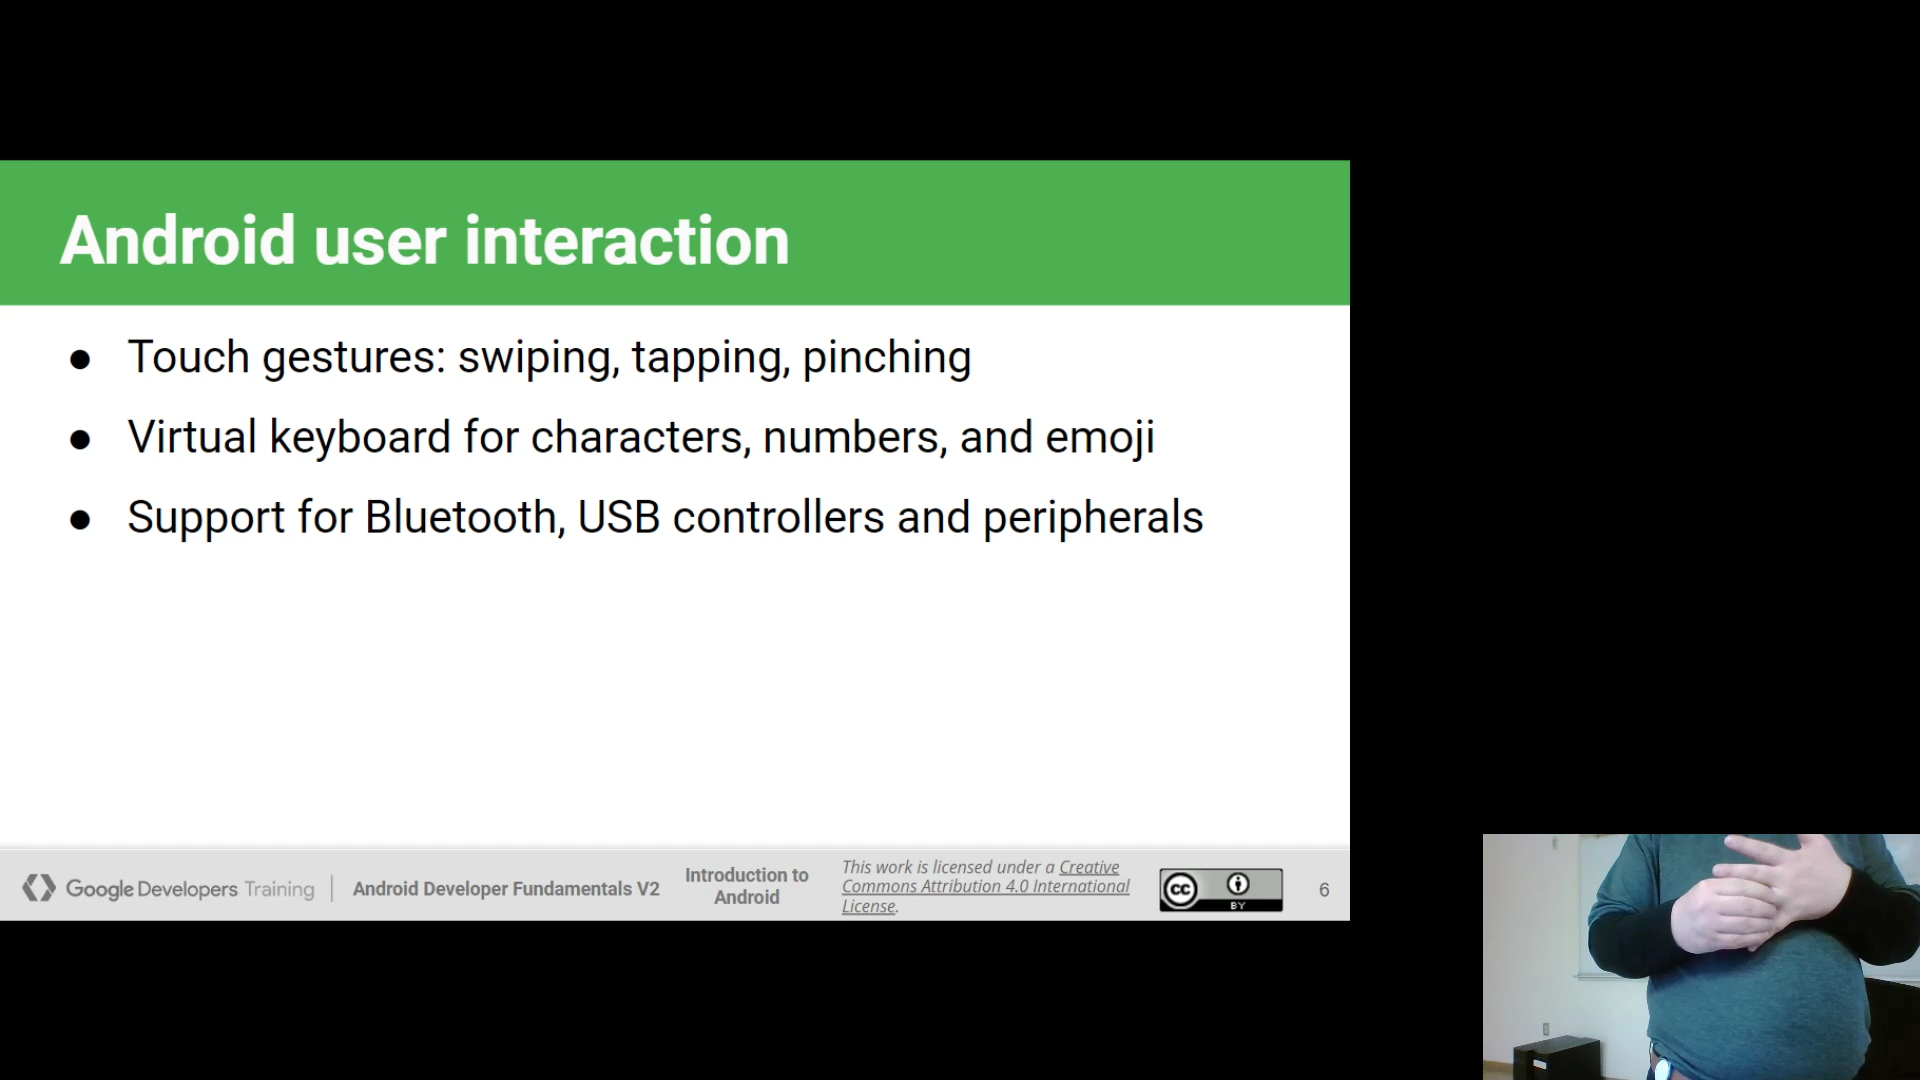 Android user interaction
● Touch gestures: swiping, tapping, pinching
● Virtual keyboard for characters, numbers, and emoji
● Support for Bluetooth, USB controllers and peripherals
Google Developers Training
Android Developer Fundamentals V2
Introduction to
Android
This work is licensed under a Creative
Commons Attribution 4.0 International
License.
cc
BY
6